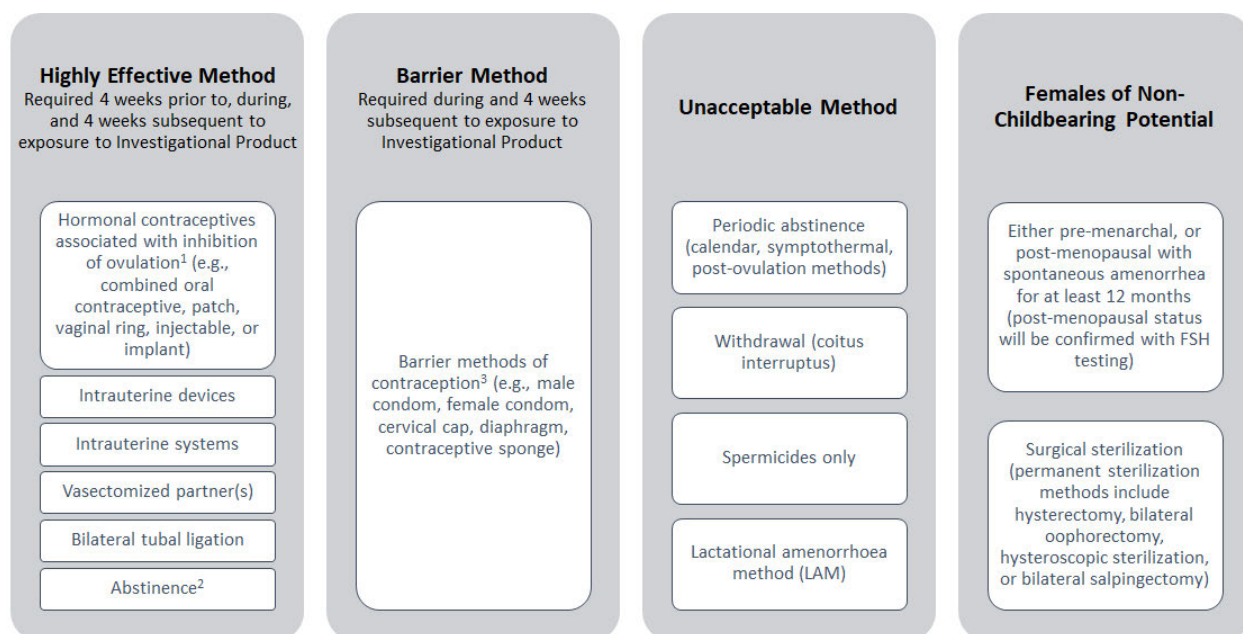 Highly Effective Method
Required 4 weeks prior to, during,
and 4 weeks subsequent to
exposure to Investigational Product
Hormonal contraceptives
associated with inhibition
of ovulation¹ (e.g.,
combined oral
contraceptive, patch,
vaginal ring, injectable, or
implant)
Intrauterine devices
Intrauterine systems
Vasectomized partner(s)
Bilateral tubal ligation
Abstinence²
Barrier Method
Required during and 4 weeks
subsequent to exposure to
Investigational Product
Barrier methods of
contraception³ (e.g., male
condom, female condom,
cervical cap, diaphragm,
contraceptive sponge)
Unacceptable Method
Periodic abstinence
(calendar, symptothermal,
post-ovulation methods)
Withdrawal (coitus
interruptus)
Spermicides only
Lactational amenorrhoea
method (LAM)
Females of Non-
Childbearing Potential
Either pre-menarchal, or
post-menopausal with
spontaneous amenorrhea
for at least 12 months
(post-menopausal status
will be confirmed with FSH
testing)
Surgical sterilization
(permanent sterilization
methods include
hysterectomy, bilateral
oophorectomy,
hysteroscopic sterilization,
or bilateral salpingectomy)